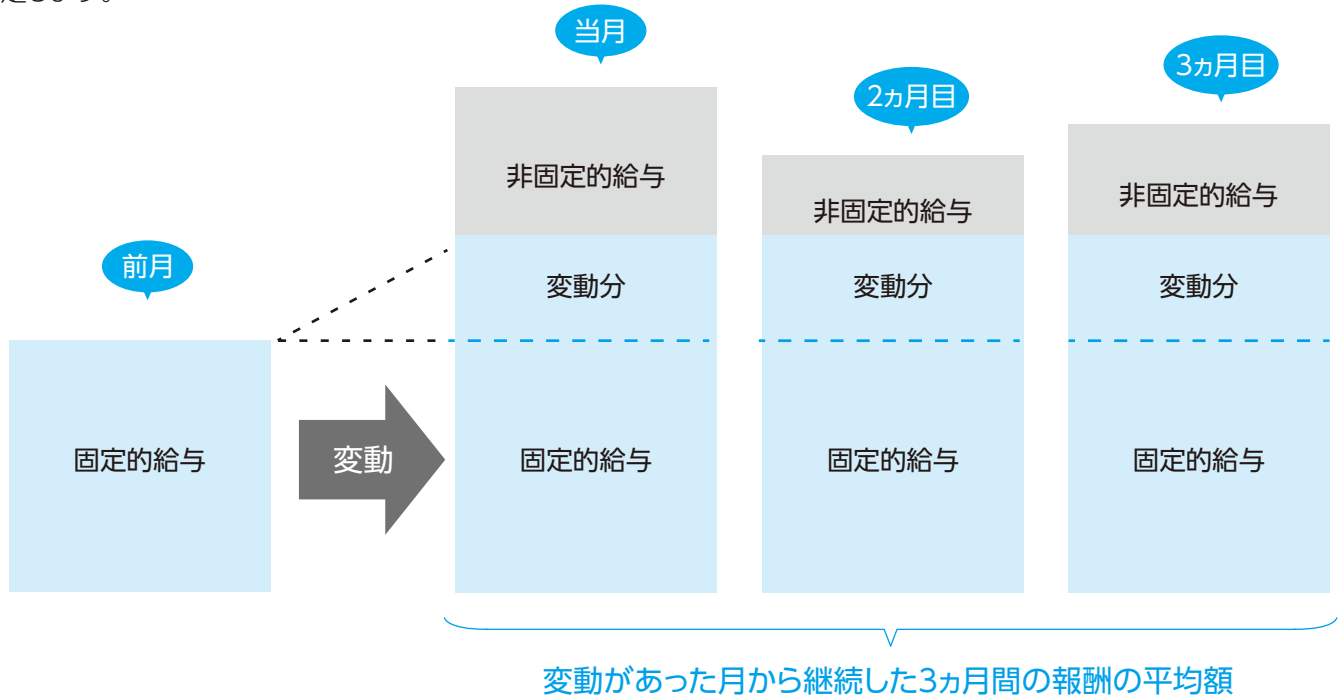 当月
3ヵ月目
2ヵ月目
非固定的給与
非固定的給与
非固定的給与
前月
変動分
変動分
変動分
固定的給与
変動
固定的給与
固定的給与
固定的給与
変動があった月から継続した3ヵ月間の報酬の平均額